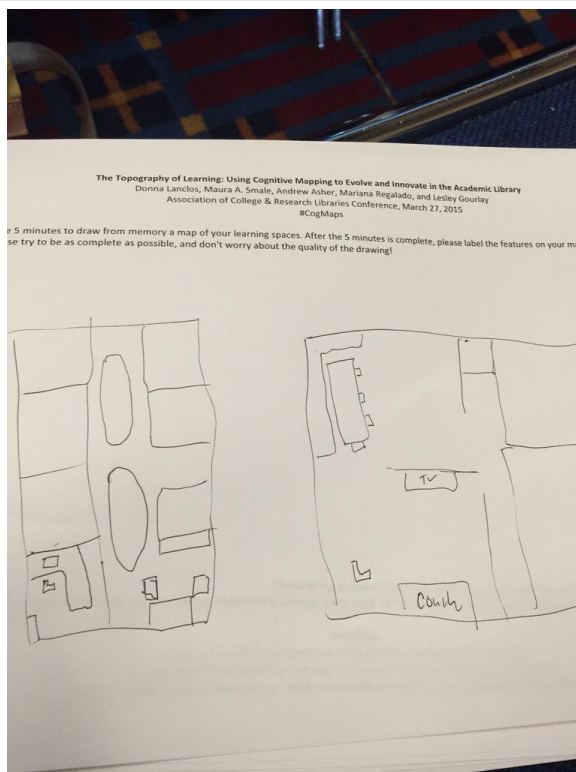 The Topography of Learning: Using Cognitive Mapping to Evolve and Innovate in the Academic Library
Donna Lanclos, Maura A. Smale, Andrew Asher, Mariana Regalado, and Lesley Gourlay
Association of College & Research Libraries Conference, March 27, 2015
#CogMaps
5 minutes to draw from memory a map of your learning spaces. After the 5 minutes is complete, please label the features on your
try to be as complete as possible, and don't worry about the quality of the drawing!
TV
Couch